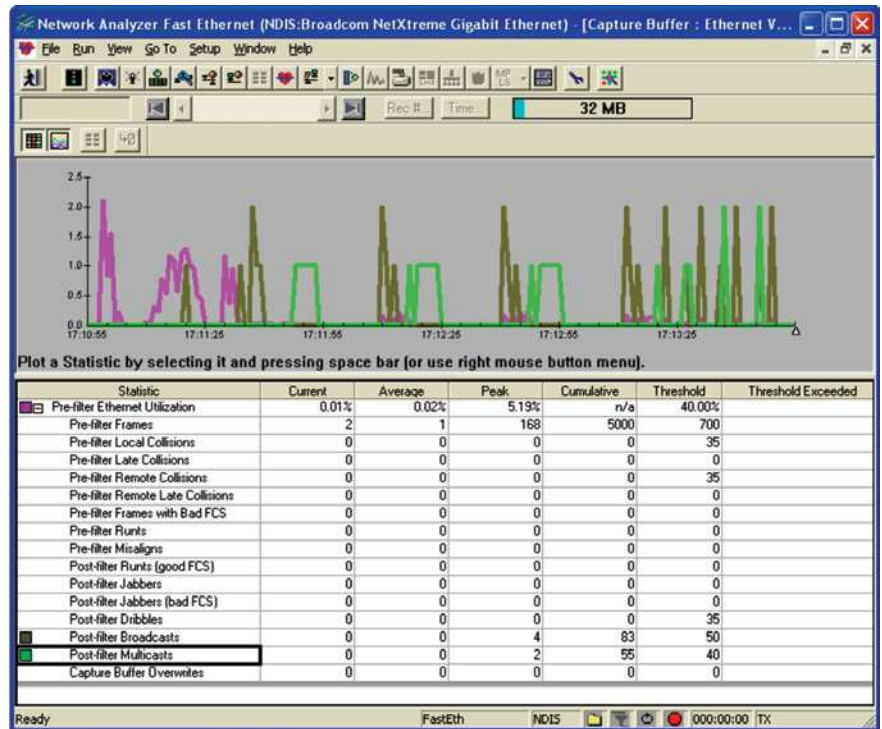 Network Analyzer Fast Ethernet (NDIS:Broadcom NetXtreme Gigabit Ethernet) - [Capture Buffer : Ethernet V...
File Run View Go To Setup Window Help
Rec #... Time... 32 MB
2.5
2.0
1.5
1.0
0.5
0.0
17:10:55 17:11:25 17:11:55 17:12:25 17:12:55 17:13:25
Plot a Statistic by selecting it and pressing space bar (or use right mouse button menu).
Statistic Current Average Peak Cumulative Threshold Threshold Exceeded
Pre-filter Ethernet Utilization 0.01% 0.02% 5.19% n/a 40.00%
Pre-filter Frames 2 1 168 5000 700
Pre-filter Local Collisions 0 0 0 0 35
Pre-filter Late Collisions 0 0 0 0 0
Pre-filter Remote Collisions 0 0 0 0 35
Pre-filter Remote Late Collisions 0 0 0 0 0
Pre-filter Frames with Bad FCS 0 0 0 0 0
Pre-filter Runts 0 0 0 0 0
Pre-filter Misaligns 0 0 0 0 0
Post-filter Runts (good FCS) 0 0 0 0 0
Post-filter Jabbers 0 0 0 0 0
Post-filter Jabbers (bad FCS) 0 0 0 0 0
Post-filter Dribbles 0 0 0 0 35
Post-filter Broadcasts 0 0 4 83 50
Post-filter Multicasts 0 0 2 55 40
Capture Buffer Overwrites 0 0 0 0 0
Ready FastEth NDIS 000:00:00 TX